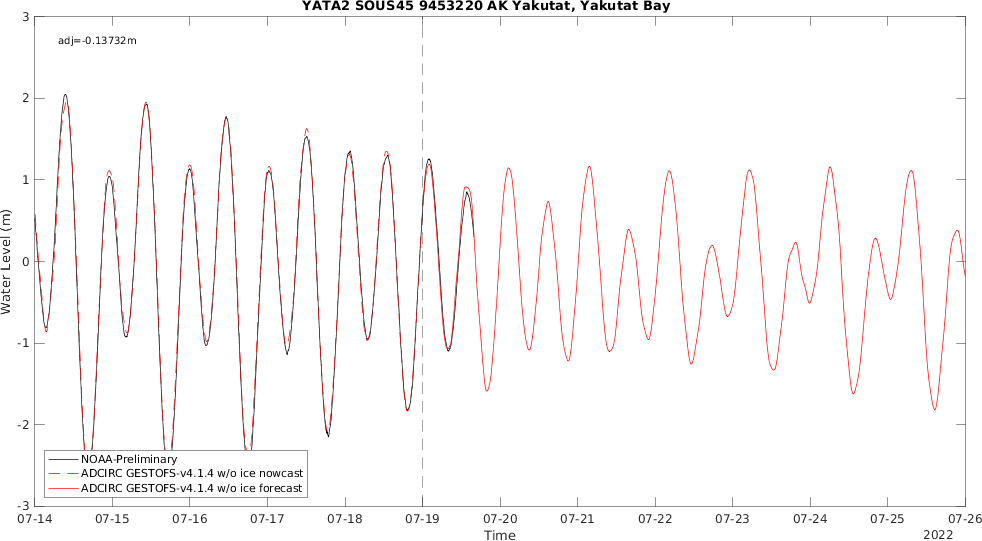 YATA2 SOUS45 9453220 AK Yakutat, Yakutat Bay
adj=-0.13732m
3
2
1
0
-1
-2
-3
Water Level (m)
NOAA-Preliminary
ADCIRC GESTOFS-v4.1.4 w/o ice nowcast
ADCIRC GESTOFS-v4.1.4 w/o ice forecast
07-14 07-15 07-16 07-17 07-18 07-19 07-20 07-21 07-22 07-23 07-24 07-25 07-26
Time
2022